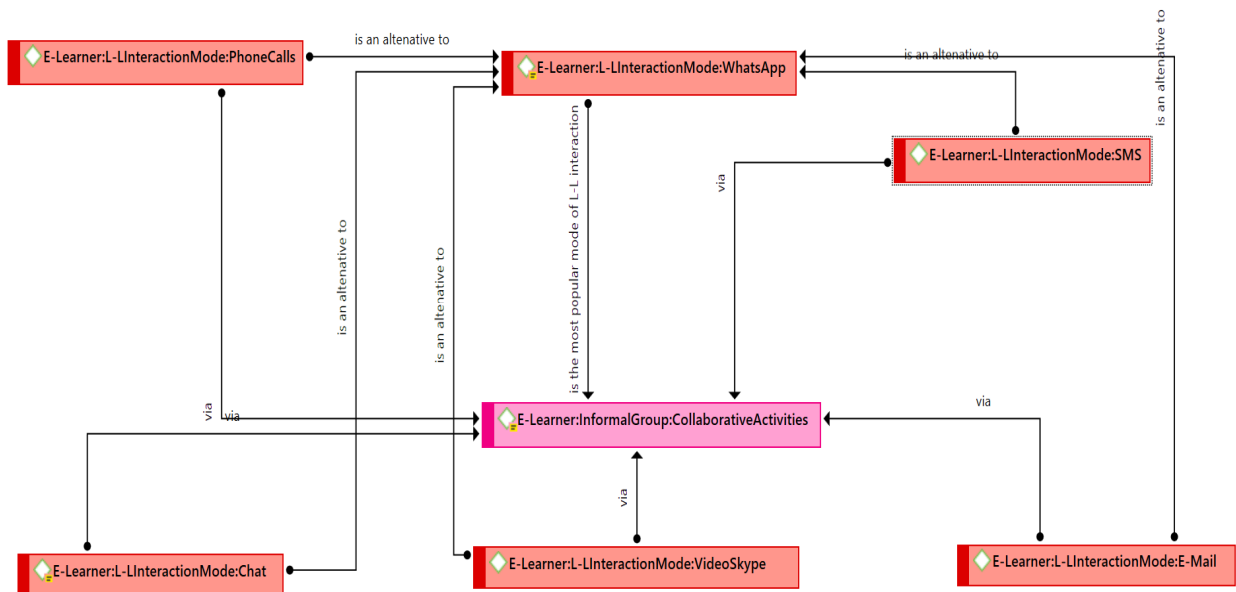 is an altenative to
E-Learner:L-LInteractionMode:PhoneCalls
E-Learner:L-LInteractionMode:WhatsApp
is an altenative to
is an altenative to
E-Learner:L-LInteractionMode:SMS
via
is the most popular mode of L-L interaction
is an altenative to
is an altenative to
via
via
E-Learner:InformalGroup:CollaborativeActivities
via
via
E-Learner:L-LInteractionMode:Chat
E-Learner:L-LInteractionMode:VideoSkype
E-Learner:L-LInteractionMode:E-Mail